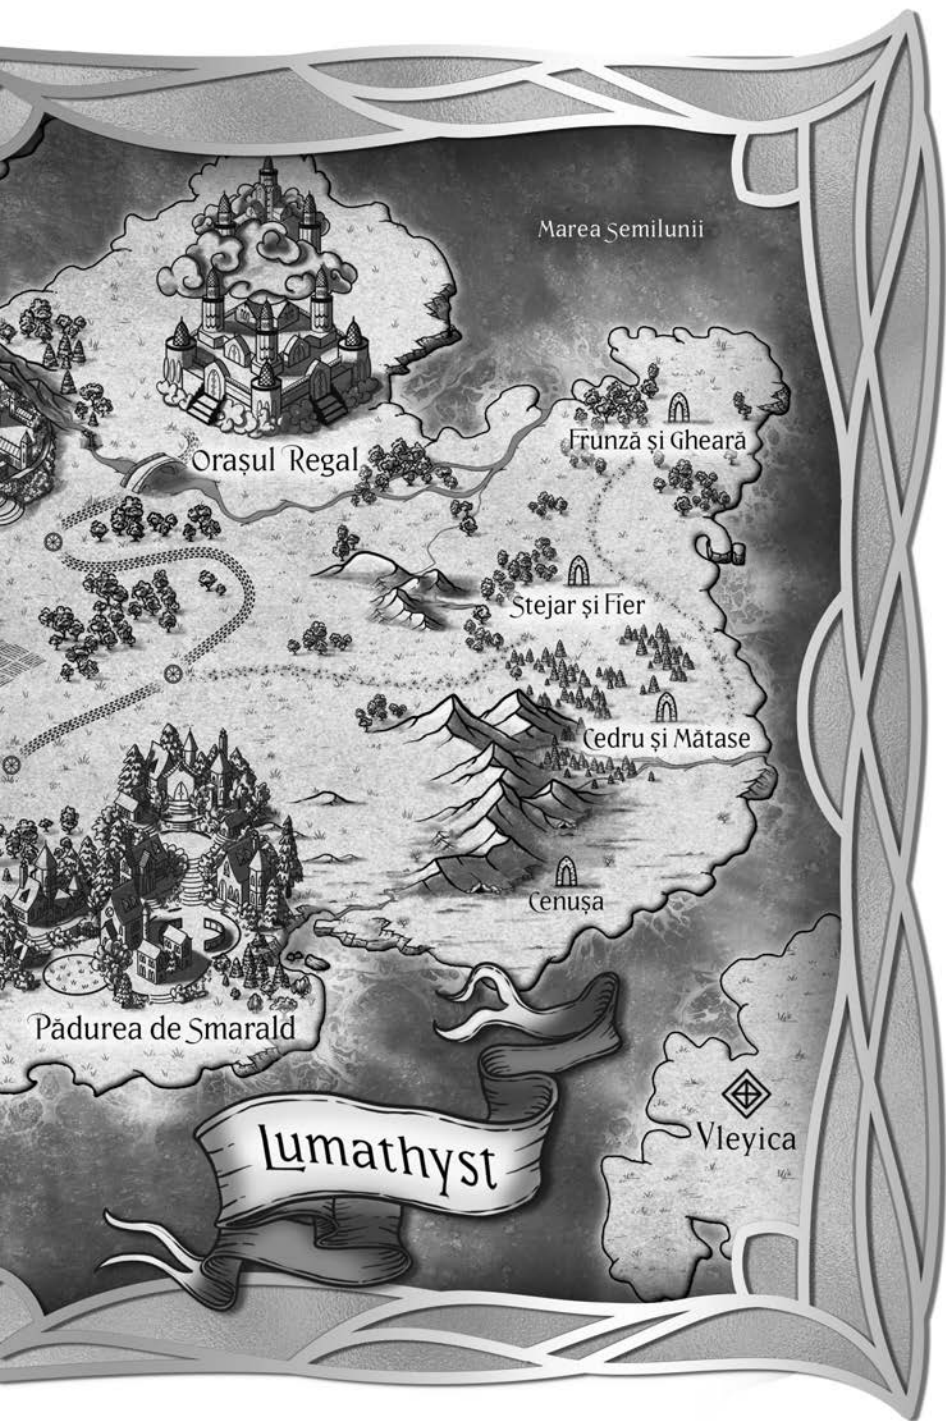 Marea Semilunii
Frunză și Gheară
Orașul Regal
Stejar și Fier
Cedru și Mătase
Cenușa
Pădurea de Smarald
Lumathyst
Vleyica